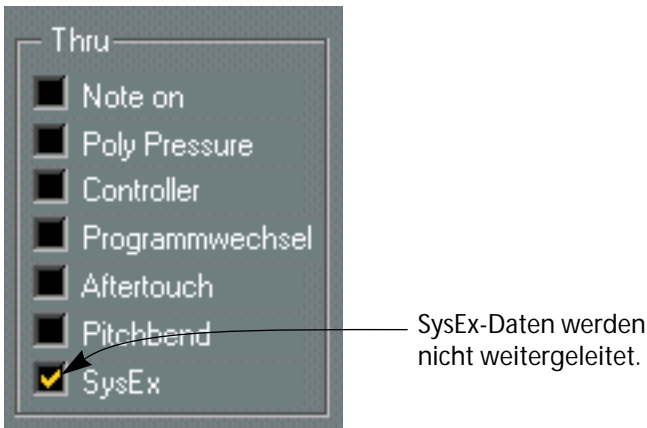 Thru
Note on
Poly Pressure
Controller
Programmwechsel
Aftertouch
Pitchbend
SysEx
SysEx-Daten werden
nicht weitergeleitet.